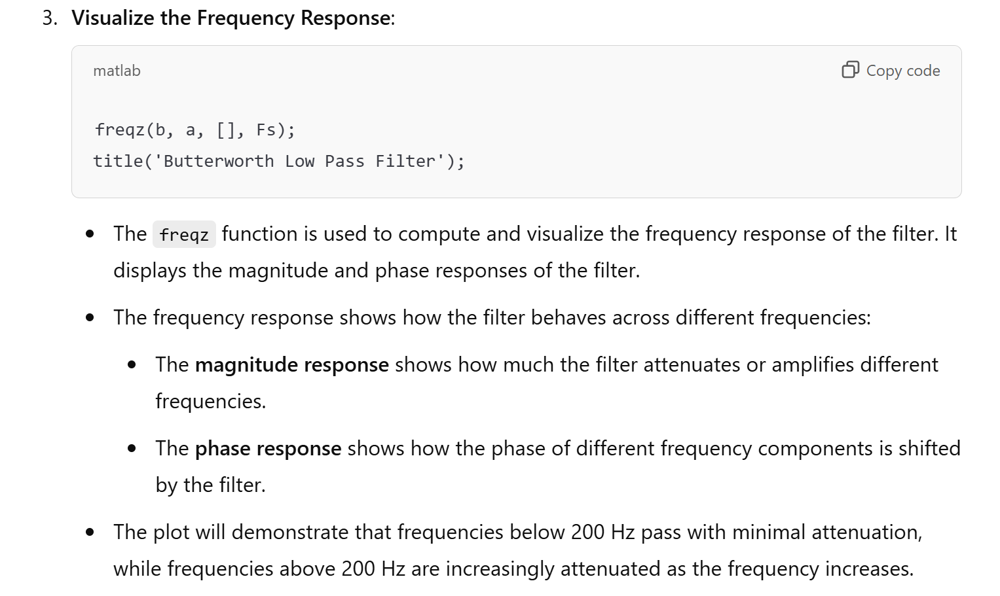 3. Visualize the Frequency Response:
matlab
Copy code
freqz(b, a, [], Fs);
title('Butterworth Low Pass Filter');
• The freqz function is used to compute and visualize the frequency response of the filter. It
displays the magnitude and phase responses of the filter.
• The frequency response shows how the filter behaves across different frequencies:
• The magnitude response shows how much the filter attenuates or amplifies different
frequencies.
• The phase response shows how the phase of different frequency components is shifted
by the filter.
• The plot will demonstrate that frequencies below 200 Hz pass with minimal attenuation,
while frequencies above 200 Hz are increasingly attenuated as the frequency increases.